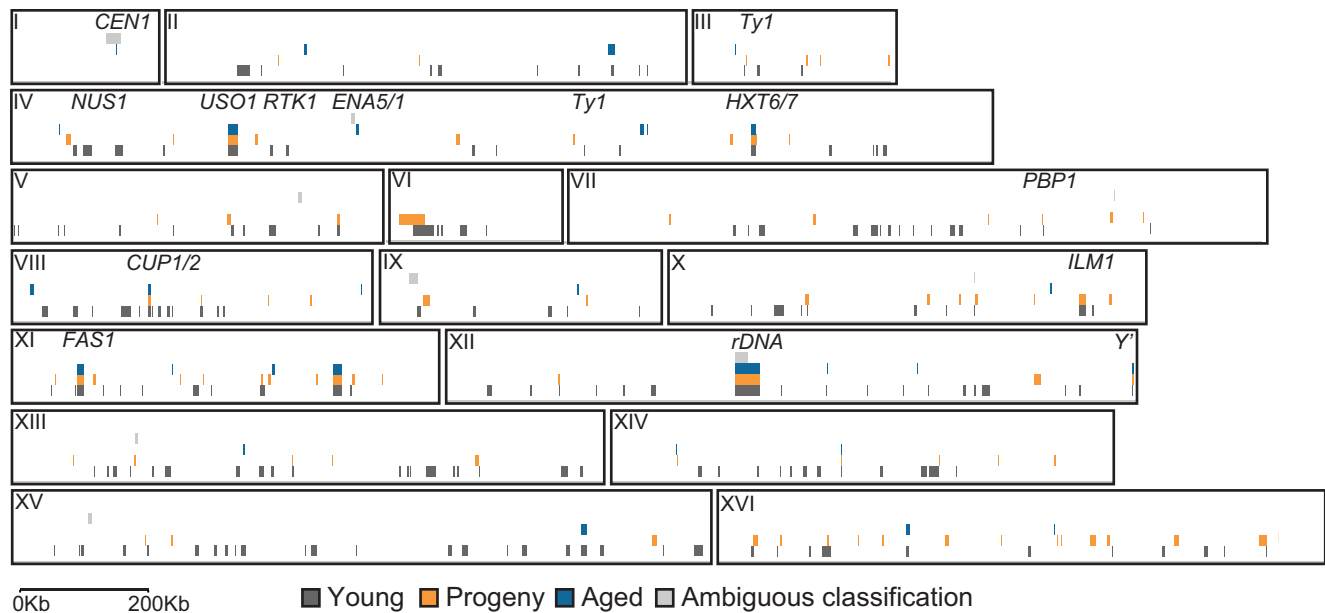 I CEN1 II III Ty1
IV NUS1 USO1 RTK1 ENA5/1 Ty1 HXT6/7
V VI VII PBP1
VIII CUP1/2 IX X ILM1
XI FAS1 XII rDNA Y'
XIII XIV
XV XVI
0Kb 200Kb Young Progeny Aged Ambiguous classification